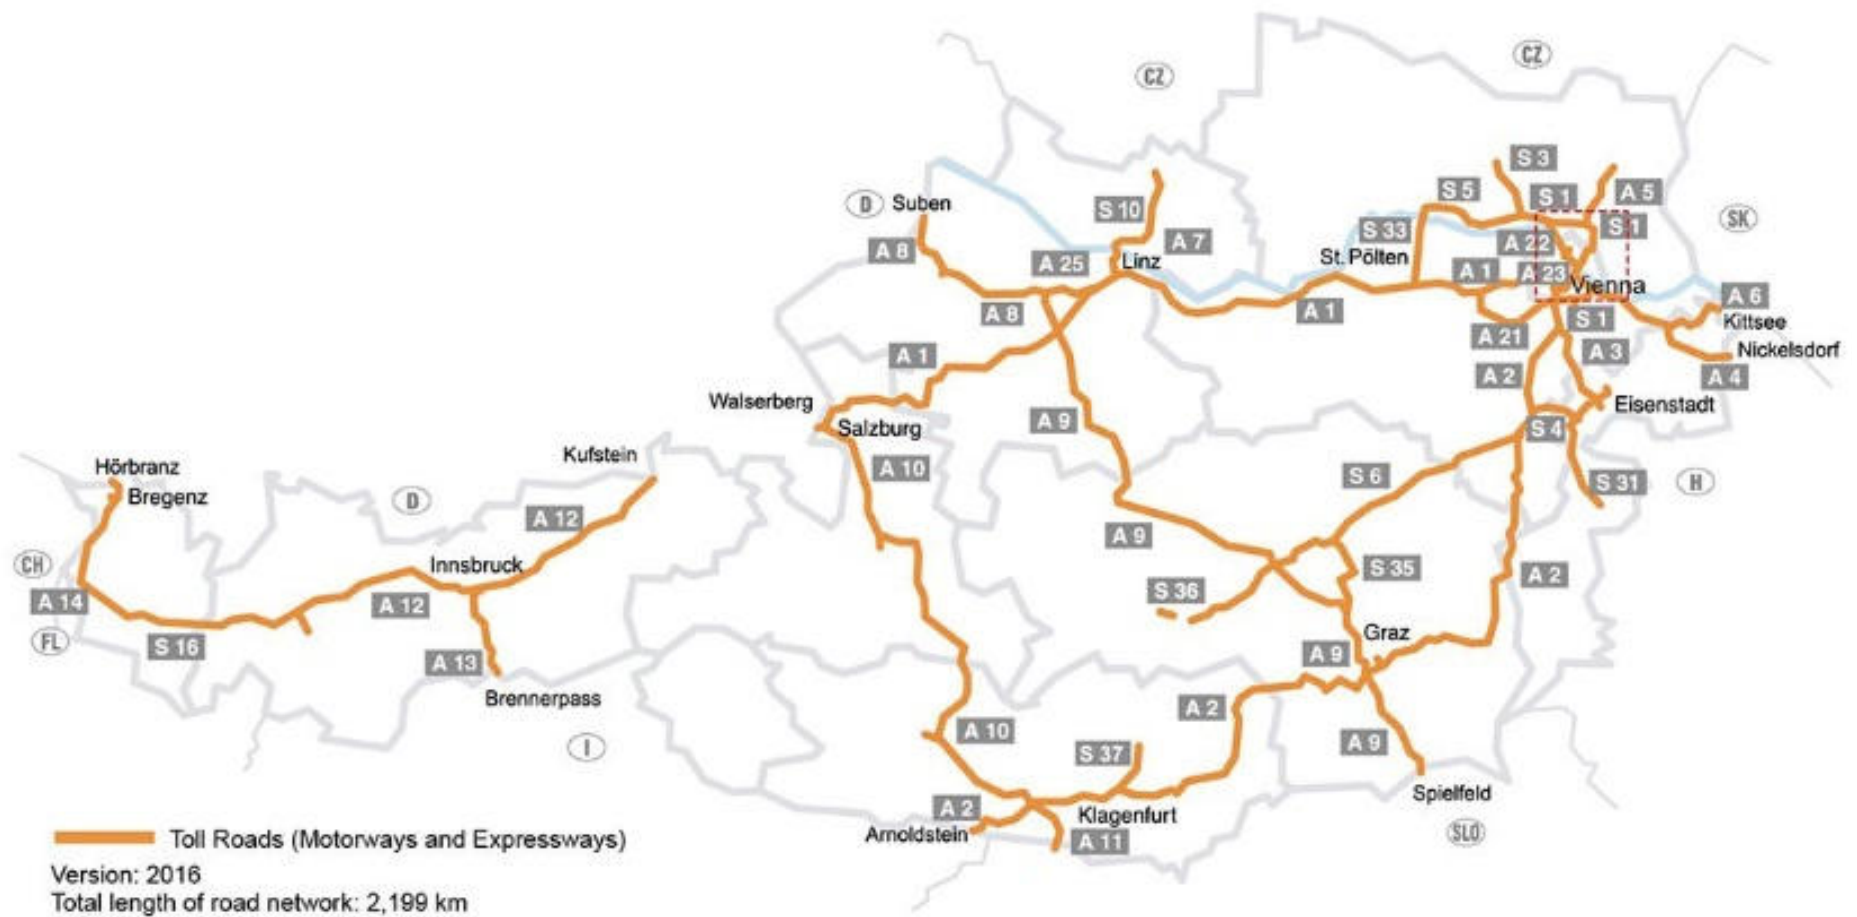 CZ
CZ
S 3
S 5
S 1
A 5
D
Suben
S 10
S 33
S 1
SK
A 8
A 7
A 22
A 25
Linz
St. Pölten
A 1
A 23
Vienna
A 6
A 8
A 1
S 1
Kittsee
A 21
A 1
A 3
Nickelsdorf
A 2
A 4
Walserberg
Salzburg
A 9
Eisenstadt
S 4
Kufstein
A 10
S 6
S 31
H
Hörbranz
Bregenz
D
A 12
A 9
CH
Innsbruck
S 35
A 2
A 14
A 12
S 36
FL
S 16
A 13
Graz
A 9
Brennerpass
A 2
I
A 10
S 37
A 9
Spielfeld
A 2
Klagenfurt
Arnoldstein
A 11
SLO
Toll Roads (Motorways and Expressways)
Version: 2016
Total length of road network: 2,199 km